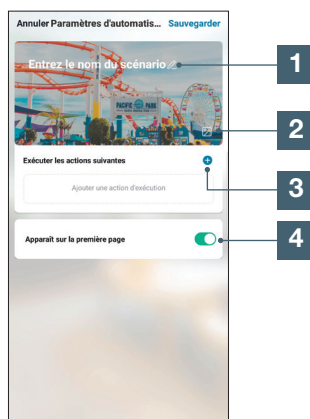 Annuler Paramètres d'automatis... Sauvegarder
Entrez le nom du scénario
1
PACIFIC PARK
2
Exécuter les actions suivantes
3
Ajouter une action d'exécution
Apparaît sur la première page
4